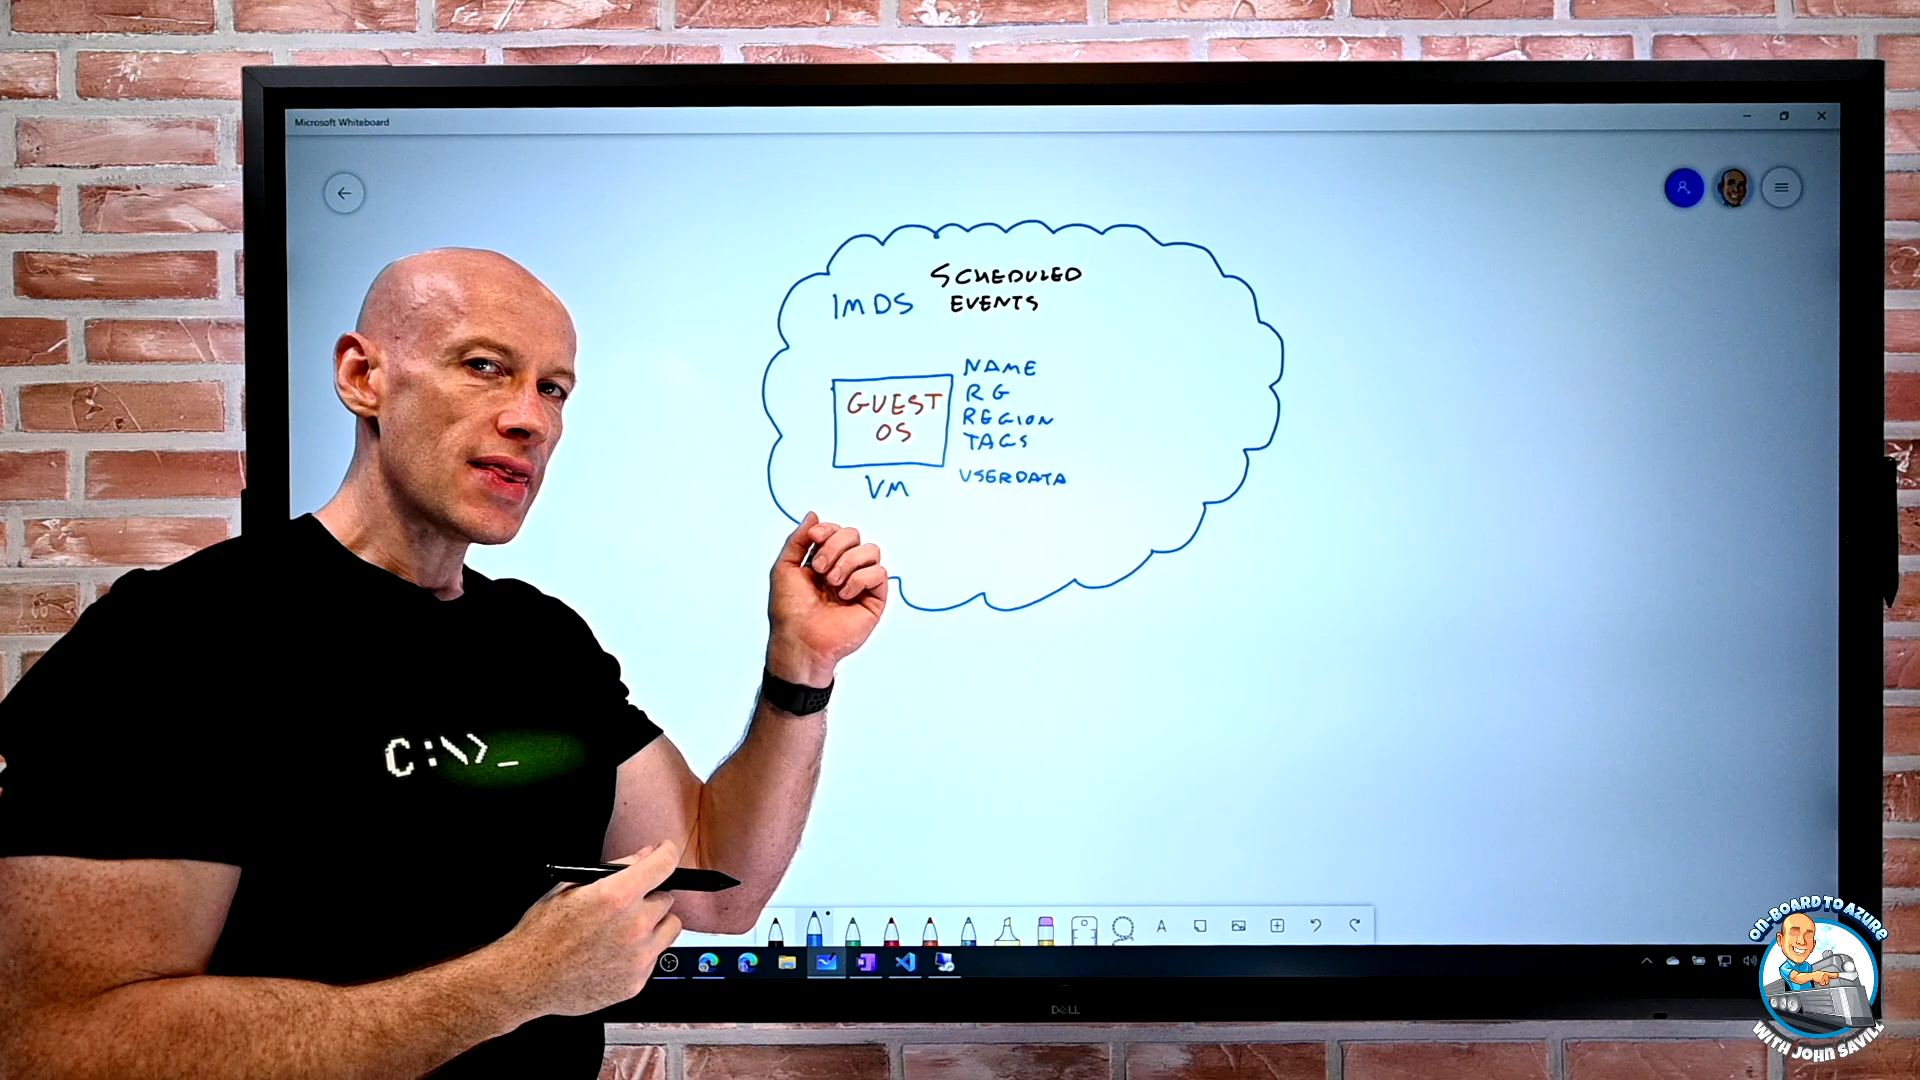 Microsoft Whiteboard
SCHEDULED
EVENTS
IMDS
NAME
RG
REGION
TAGS
USERDATA
GUEST
OS
VM
C:\>_
A
DELL
ON-BOARD TO AZURE
WITH JOHN SAVILL